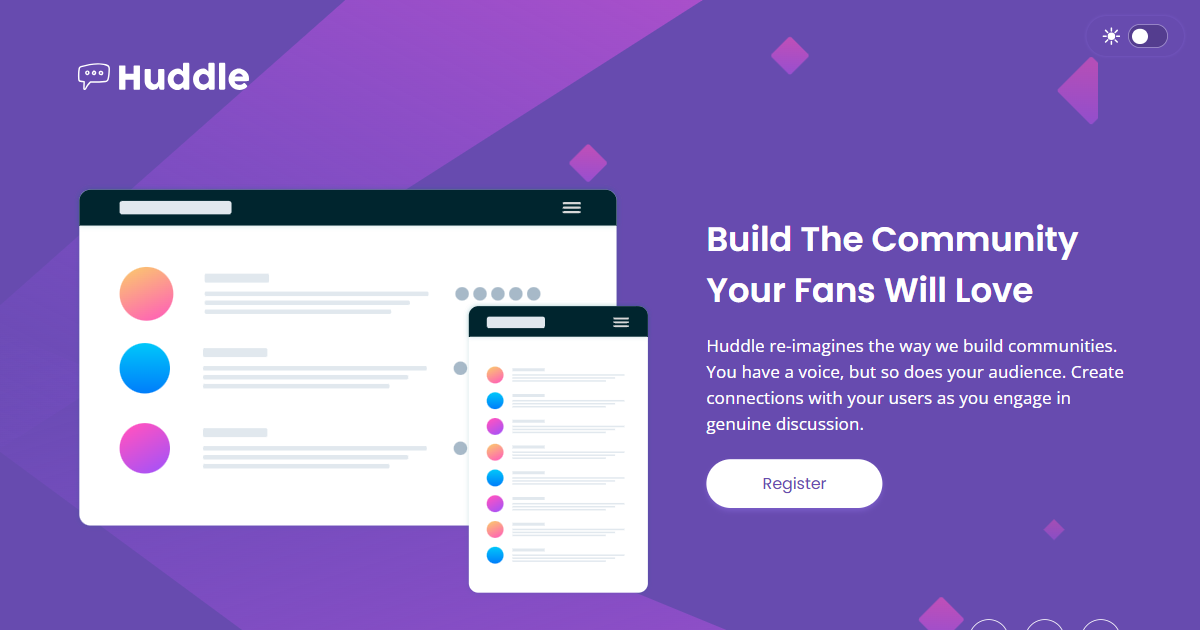 Huddle
Build The Community
Your Fans Will Love
Huddle re-imagines the way we build communities.
You have a voice, but so does your audience. Create
connections with your users as you engage in
genuine discussion.
Register